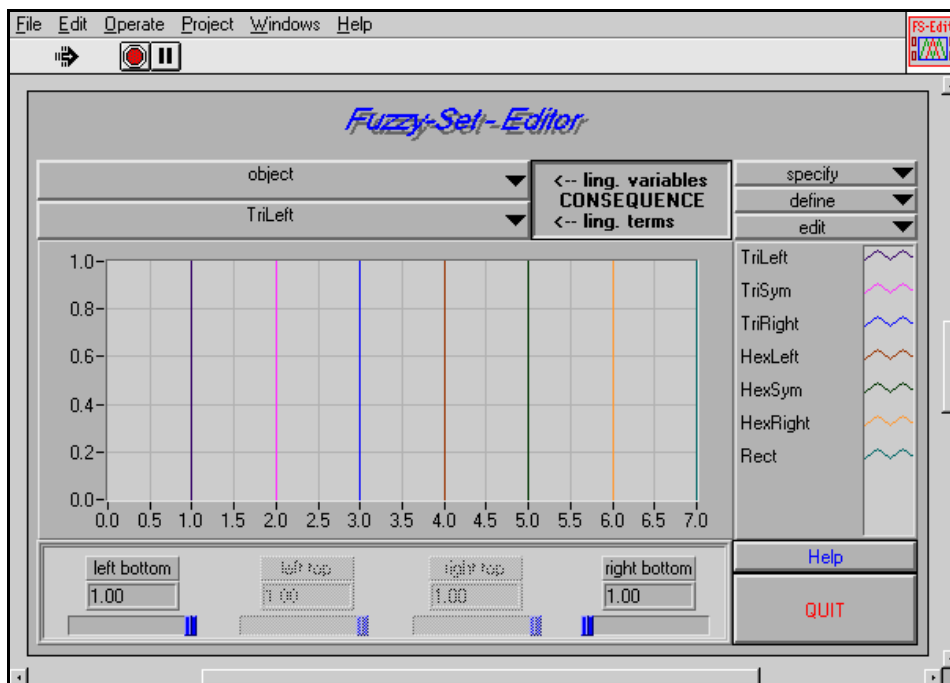 File Edit Operate Project Windows Help
FS-Edit
Fuzzy-Set-Editor
object
<-- ling. variables
CONSEQUENCE
<-- ling. terms
TriLeft
specify
define
edit
1.0
0.8
0.6
0.4
0.2
0.0
0.0 0.5 1.0 1.5 2.0 2.5 3.0 3.5 4.0 4.5 5.0 5.5 6.0 6.5 7.0
TriLeft
TriSym
TriRight
HexLeft
HexSym
HexRight
Rect
left bottom
1.00
left top
1.00
right top
1.00
right bottom
1.00
Help
QUIT